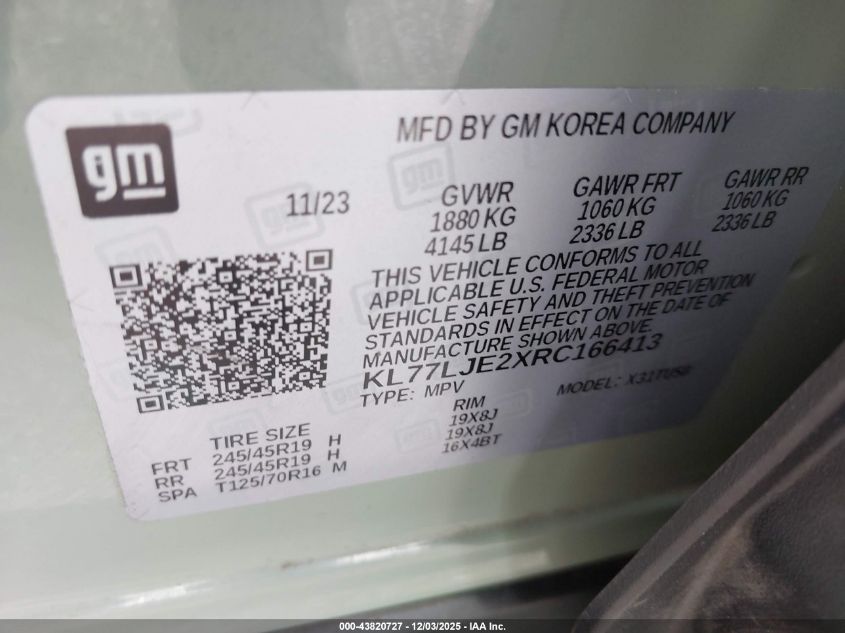 gm
MFD BY GM KOREA COMPANY
11/23
GVWR
1880 KG
4145 LB
GAWR FRT
1060 KG
2336 LB
GAWR RR
1060 KG
2336 LB
THIS VEHICLE CONFORMS TO ALL
APPLICABLE U.S. FEDERAL MOTOR
VEHICLE SAFETY AND THEFT PREVENTION
STANDARDS IN EFFECT ON THE DATE OF
MANUFACTURE SHOWN ABOVE.
KL77LJE2XRC166413
TYPE: MPV
MODEL: X31TUSB
TIRE SIZE
RIM
FRT 245/45R19 H 19X8J
RR 245/45R19 H 19X8J
SPA T125/70R16 M 16X4BT
000-43820727 - 12/03/2025 - IAA Inc.